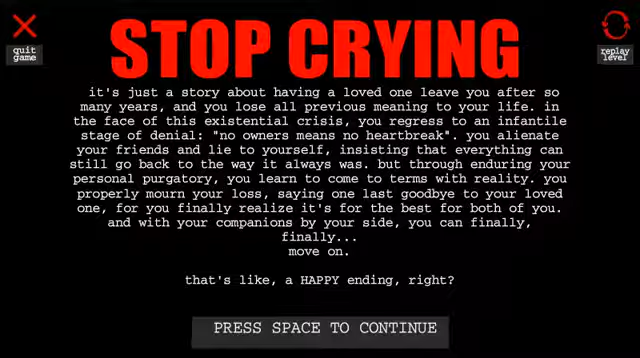 STOP CRYING
quit
game
replay
level
it's just a story about having a loved one leave you after so
many years, and you lose all previous meaning to your life. in
the face of this existential crisis, you regress to an infantile
stage of denial: "no owners means no heartbreak". you alienate
your friends and lie to yourself, insisting that everything can
still go back to the way it always was. but through enduring your
personal purgatory, you learn to come to terms with reality. you
properly mourn your loss, saying one last goodbye to your loved
one, for you finally realize it's for the best for both of you.
and with your companions by your side, you can finally,
finally...
move on.
that's like, a HAPPY ending, right?
PRESS SPACE TO CONTINUE